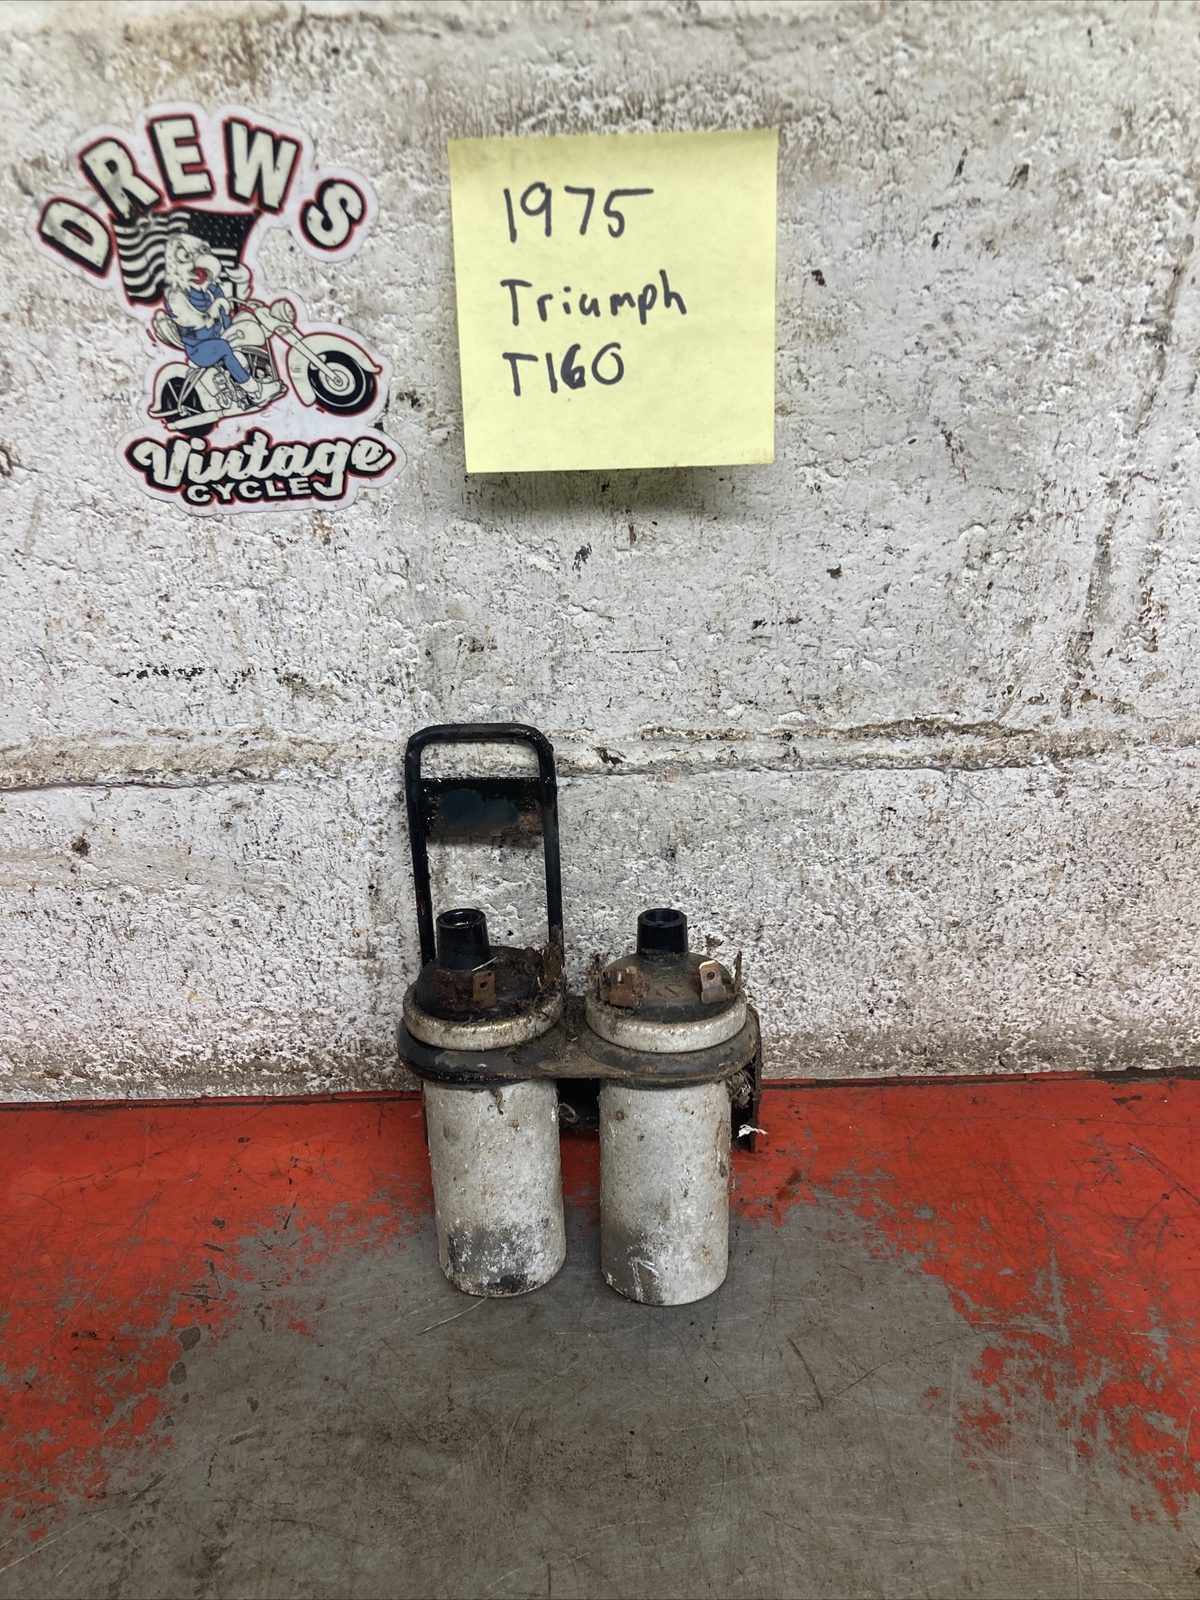 DREWS
Vintage
CYCLE
1975
Triumph
T160